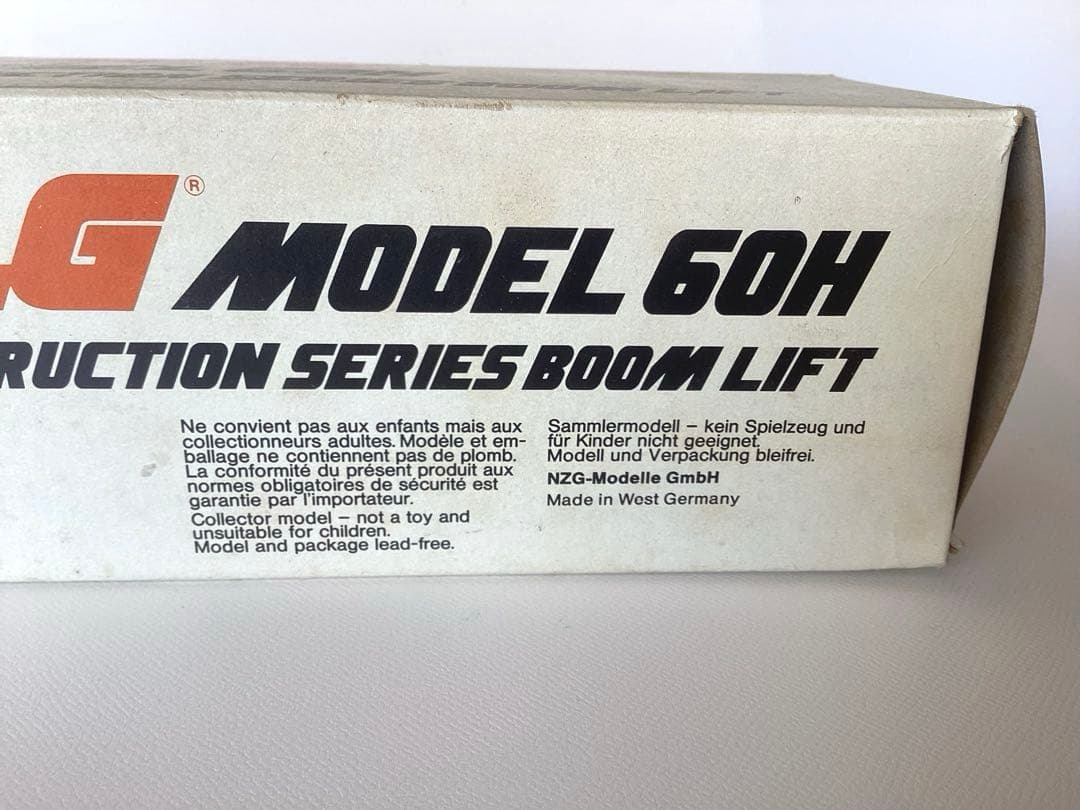 BOOM LIFT
G® MODEL 60H
RUCTION SERIES BOOM LIFT
Ne convient pas aux enfants mais aux
collectionneurs adultes. Modèle et em-
ballage ne contiennent pas de plomb.
La conformité du présent produit aux
normes obligatoires de sécurité est
garantie par l'importateur.
Collector model – not a toy and
unsuitable for children.
Model and package lead-free.
Sammlermodell – kein Spielzeug und
für Kinder nicht geeignet.
Modell und Verpackung bleifrei.
NZG-Modelle GmbH
Made in West Germany